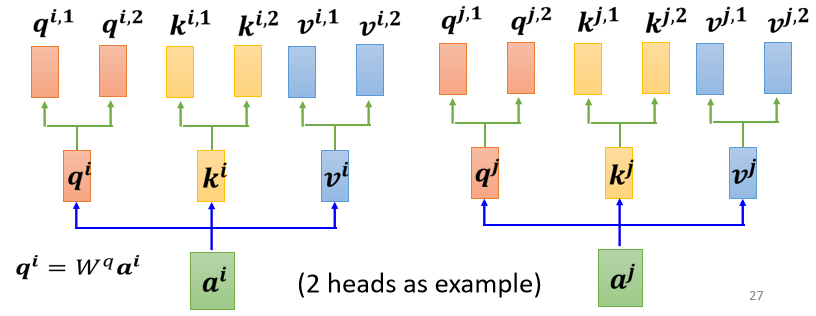 q^{i,1} q^{i,2} k^{i,1} k^{i,2} v^{i,1} v^{i,2} q^{j,1} q^{j,2} k^{j,1} k^{j,2} v^{j,1} v^{j,2}
q^i k^i v^i q^j k^j v^j
q^i = W^q a^i
a^i (2 heads as example) a^j
27